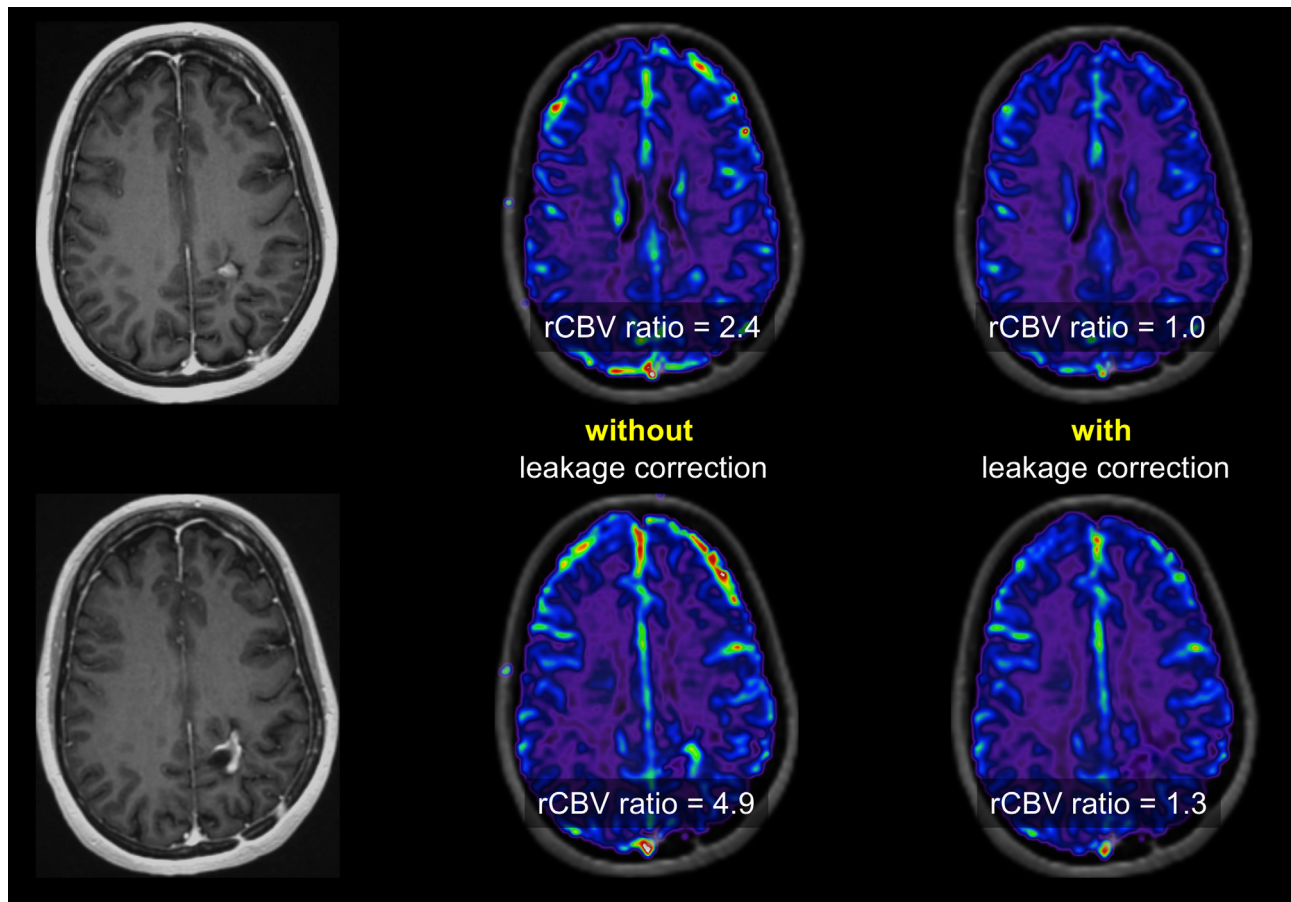 rCBV ratio = 2.4
rCBV ratio = 1.0
without
leakage correction
with
leakage correction
rCBV ratio = 4.9
rCBV ratio = 1.3